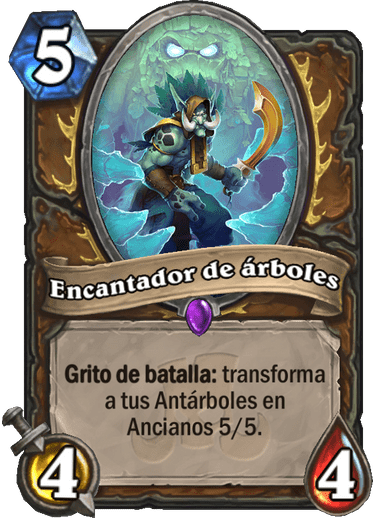 5
Encantador de árboles
Grito de batalla: transforma
a tus Antárboles en
Ancianos 5/5.
4
4